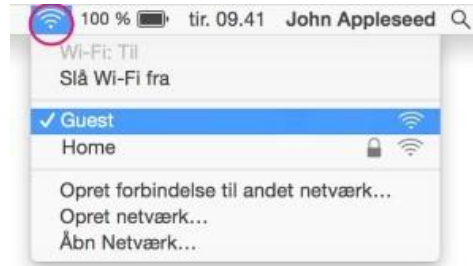 100 % tir. 09.41 John Appleseed
Wi-Fi: Til
Slå Wi-Fi fra
Guest
Home
Opret forbindelse til andet netværk...
Opret netværk...
Åbn Netværk...